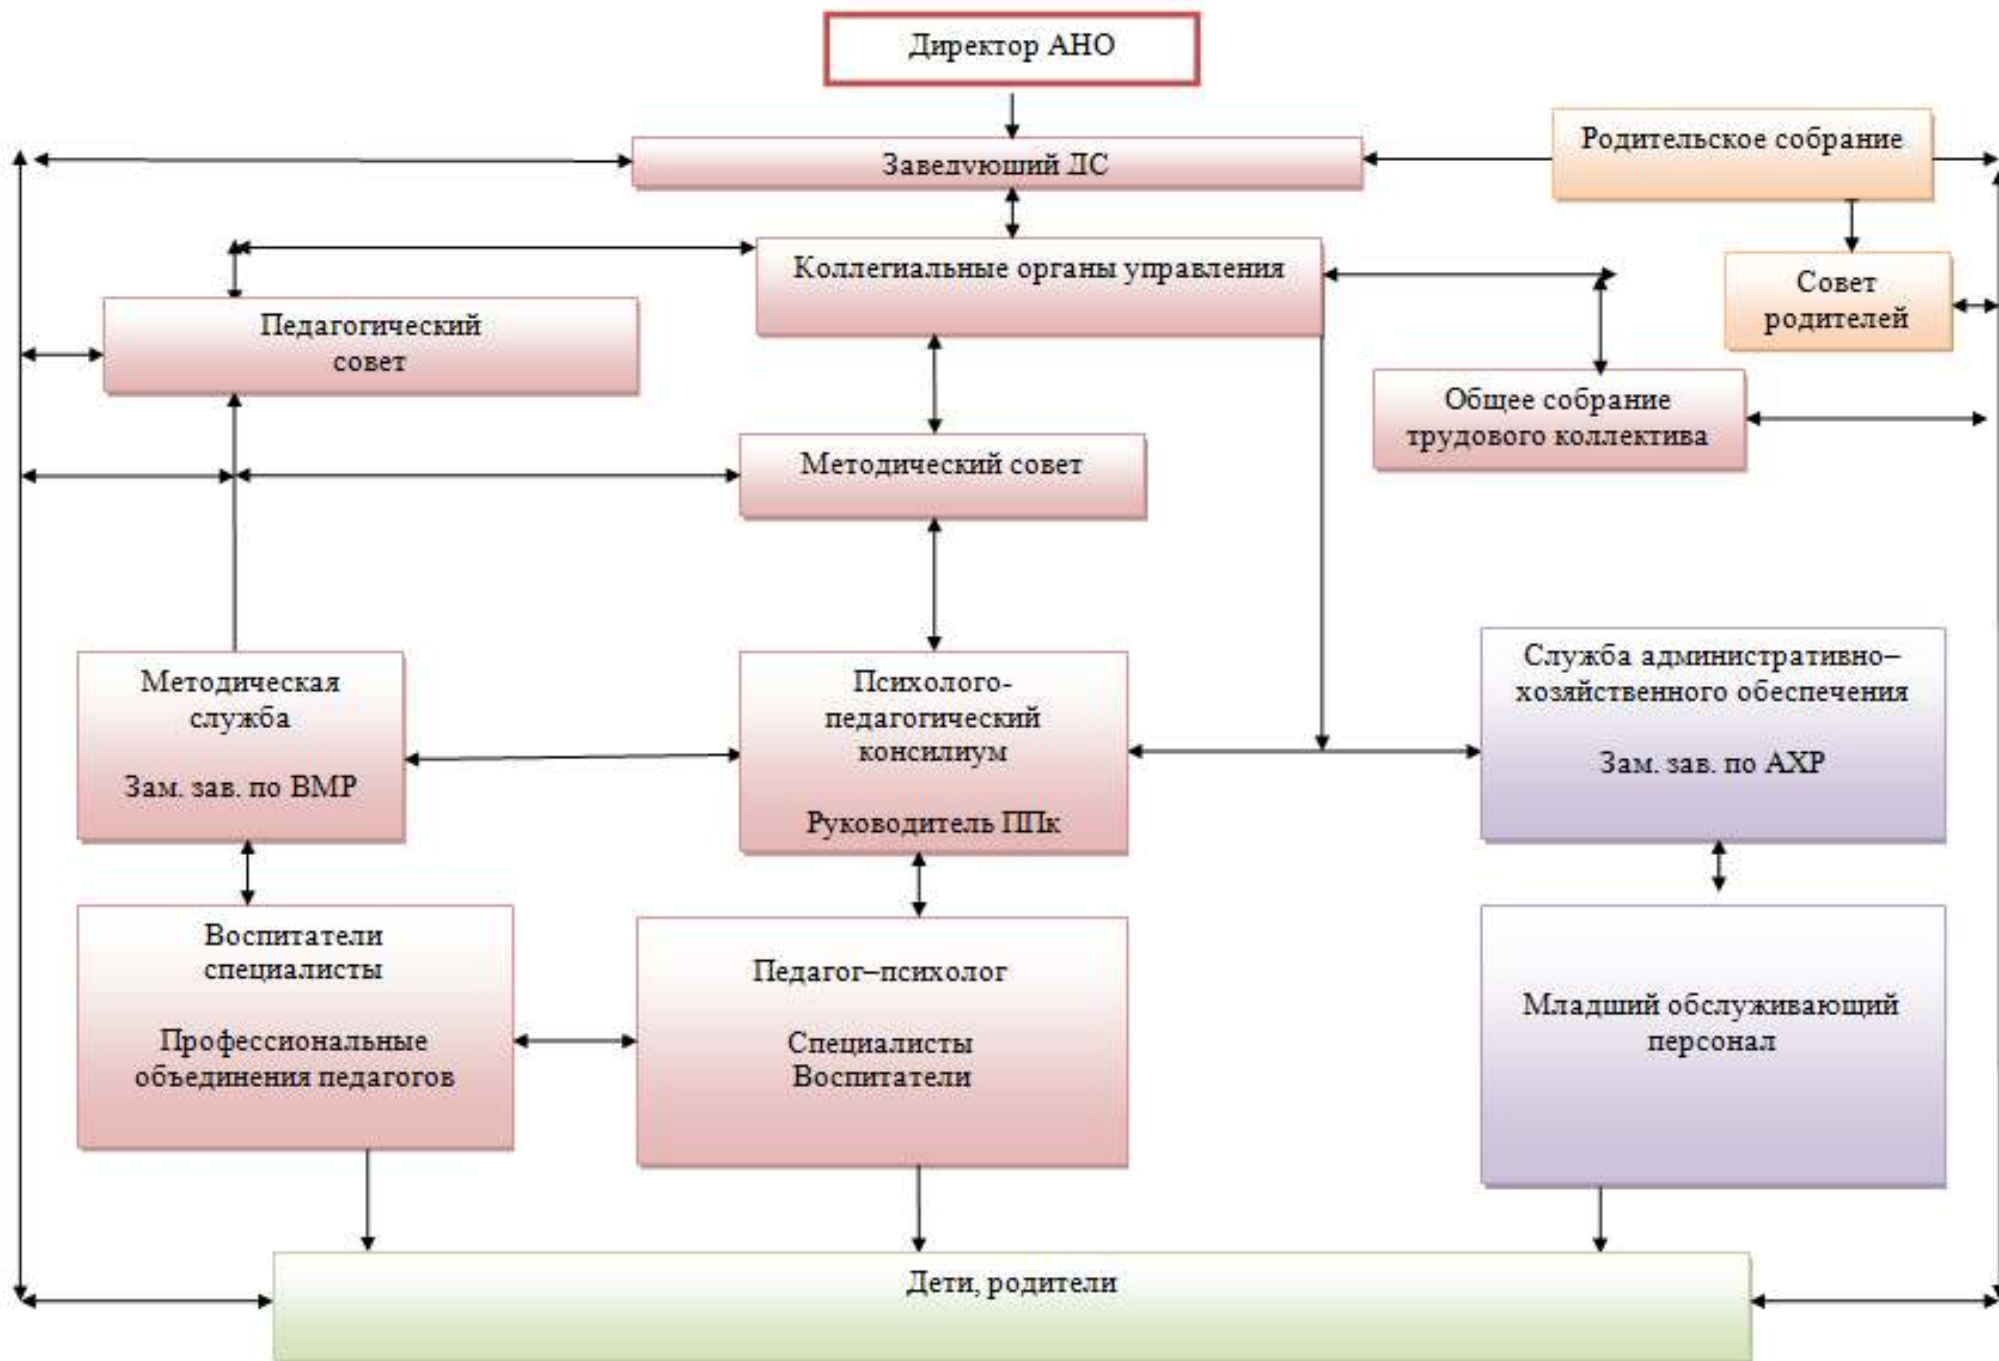 Директор АНО
Заведующий ДС
Родительское собрание
Коллегиальные органы управления
Совет
родителей
Педагогический
совет
Общее собрание
трудового коллектива
Методический совет
Методическая
служба
Зам. зав. по ВМР
Психолого-
педагогический
консилиум
Руководитель ППк
Служба административно–
хозяйственного обеспечения
Зам. зав. по АХР
Воспитатели
специалисты
Профессиональные
объединения педагогов
Педагог–психолог
Специалисты
Воспитатели
Младший обслуживающий
персонал
Дети, родители